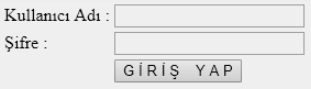 Kullanıcı Adı :
Şifre :
GİRİŞ YAP